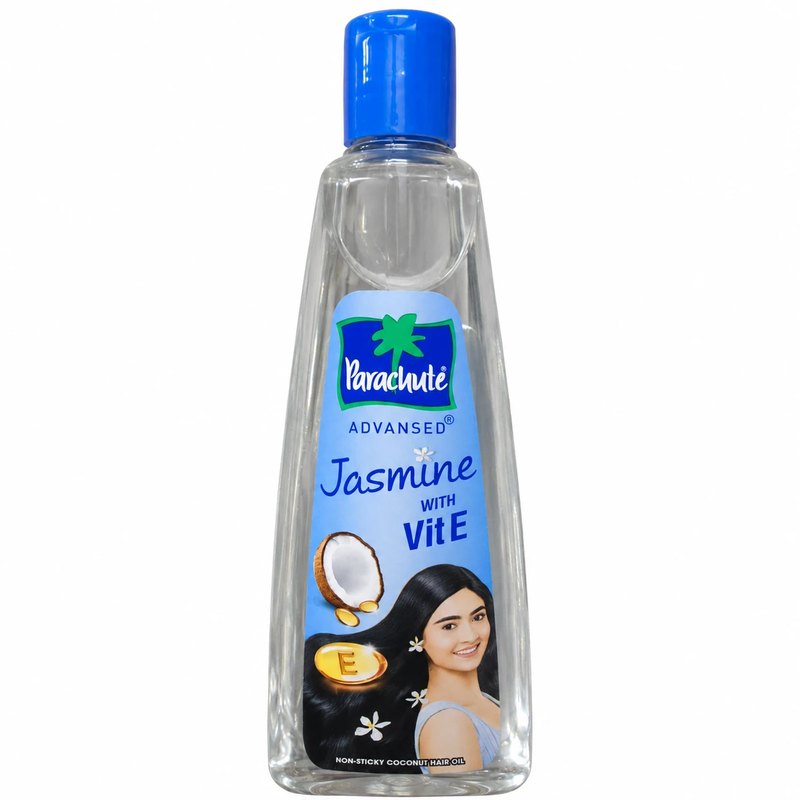 Parachute®
ADVANSED®
Jasmine
WITH
Vit E
E
NON-STICKY COCONUT HAIR OIL